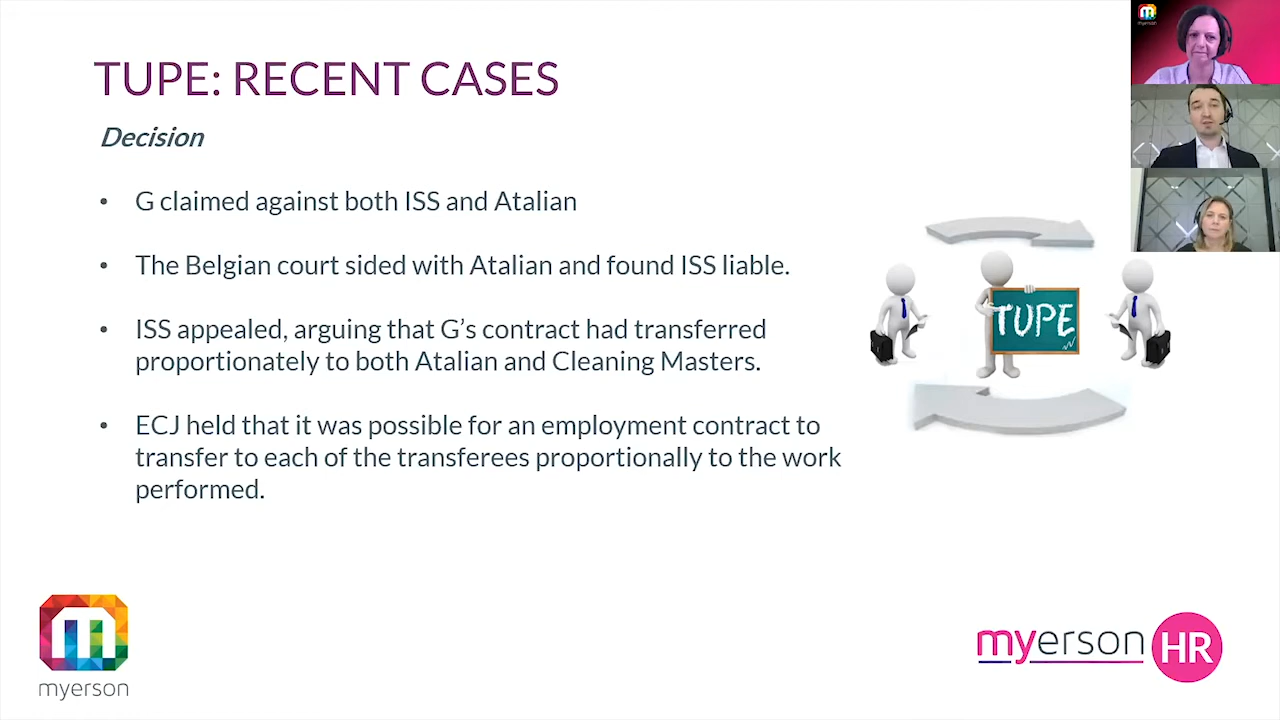 TUPE: RECENT CASES
Decision
• G claimed against both ISS and Atalian
• The Belgian court sided with Atalian and found ISS liable.
• ISS appealed, arguing that G's contract had transferred
proportionately to both Atalian and Cleaning Masters.
• ECJ held that it was possible for an employment contract to
transfer to each of the transferees proportionally to the work
performed.
TUPE
myerson
myerson
myerson HR